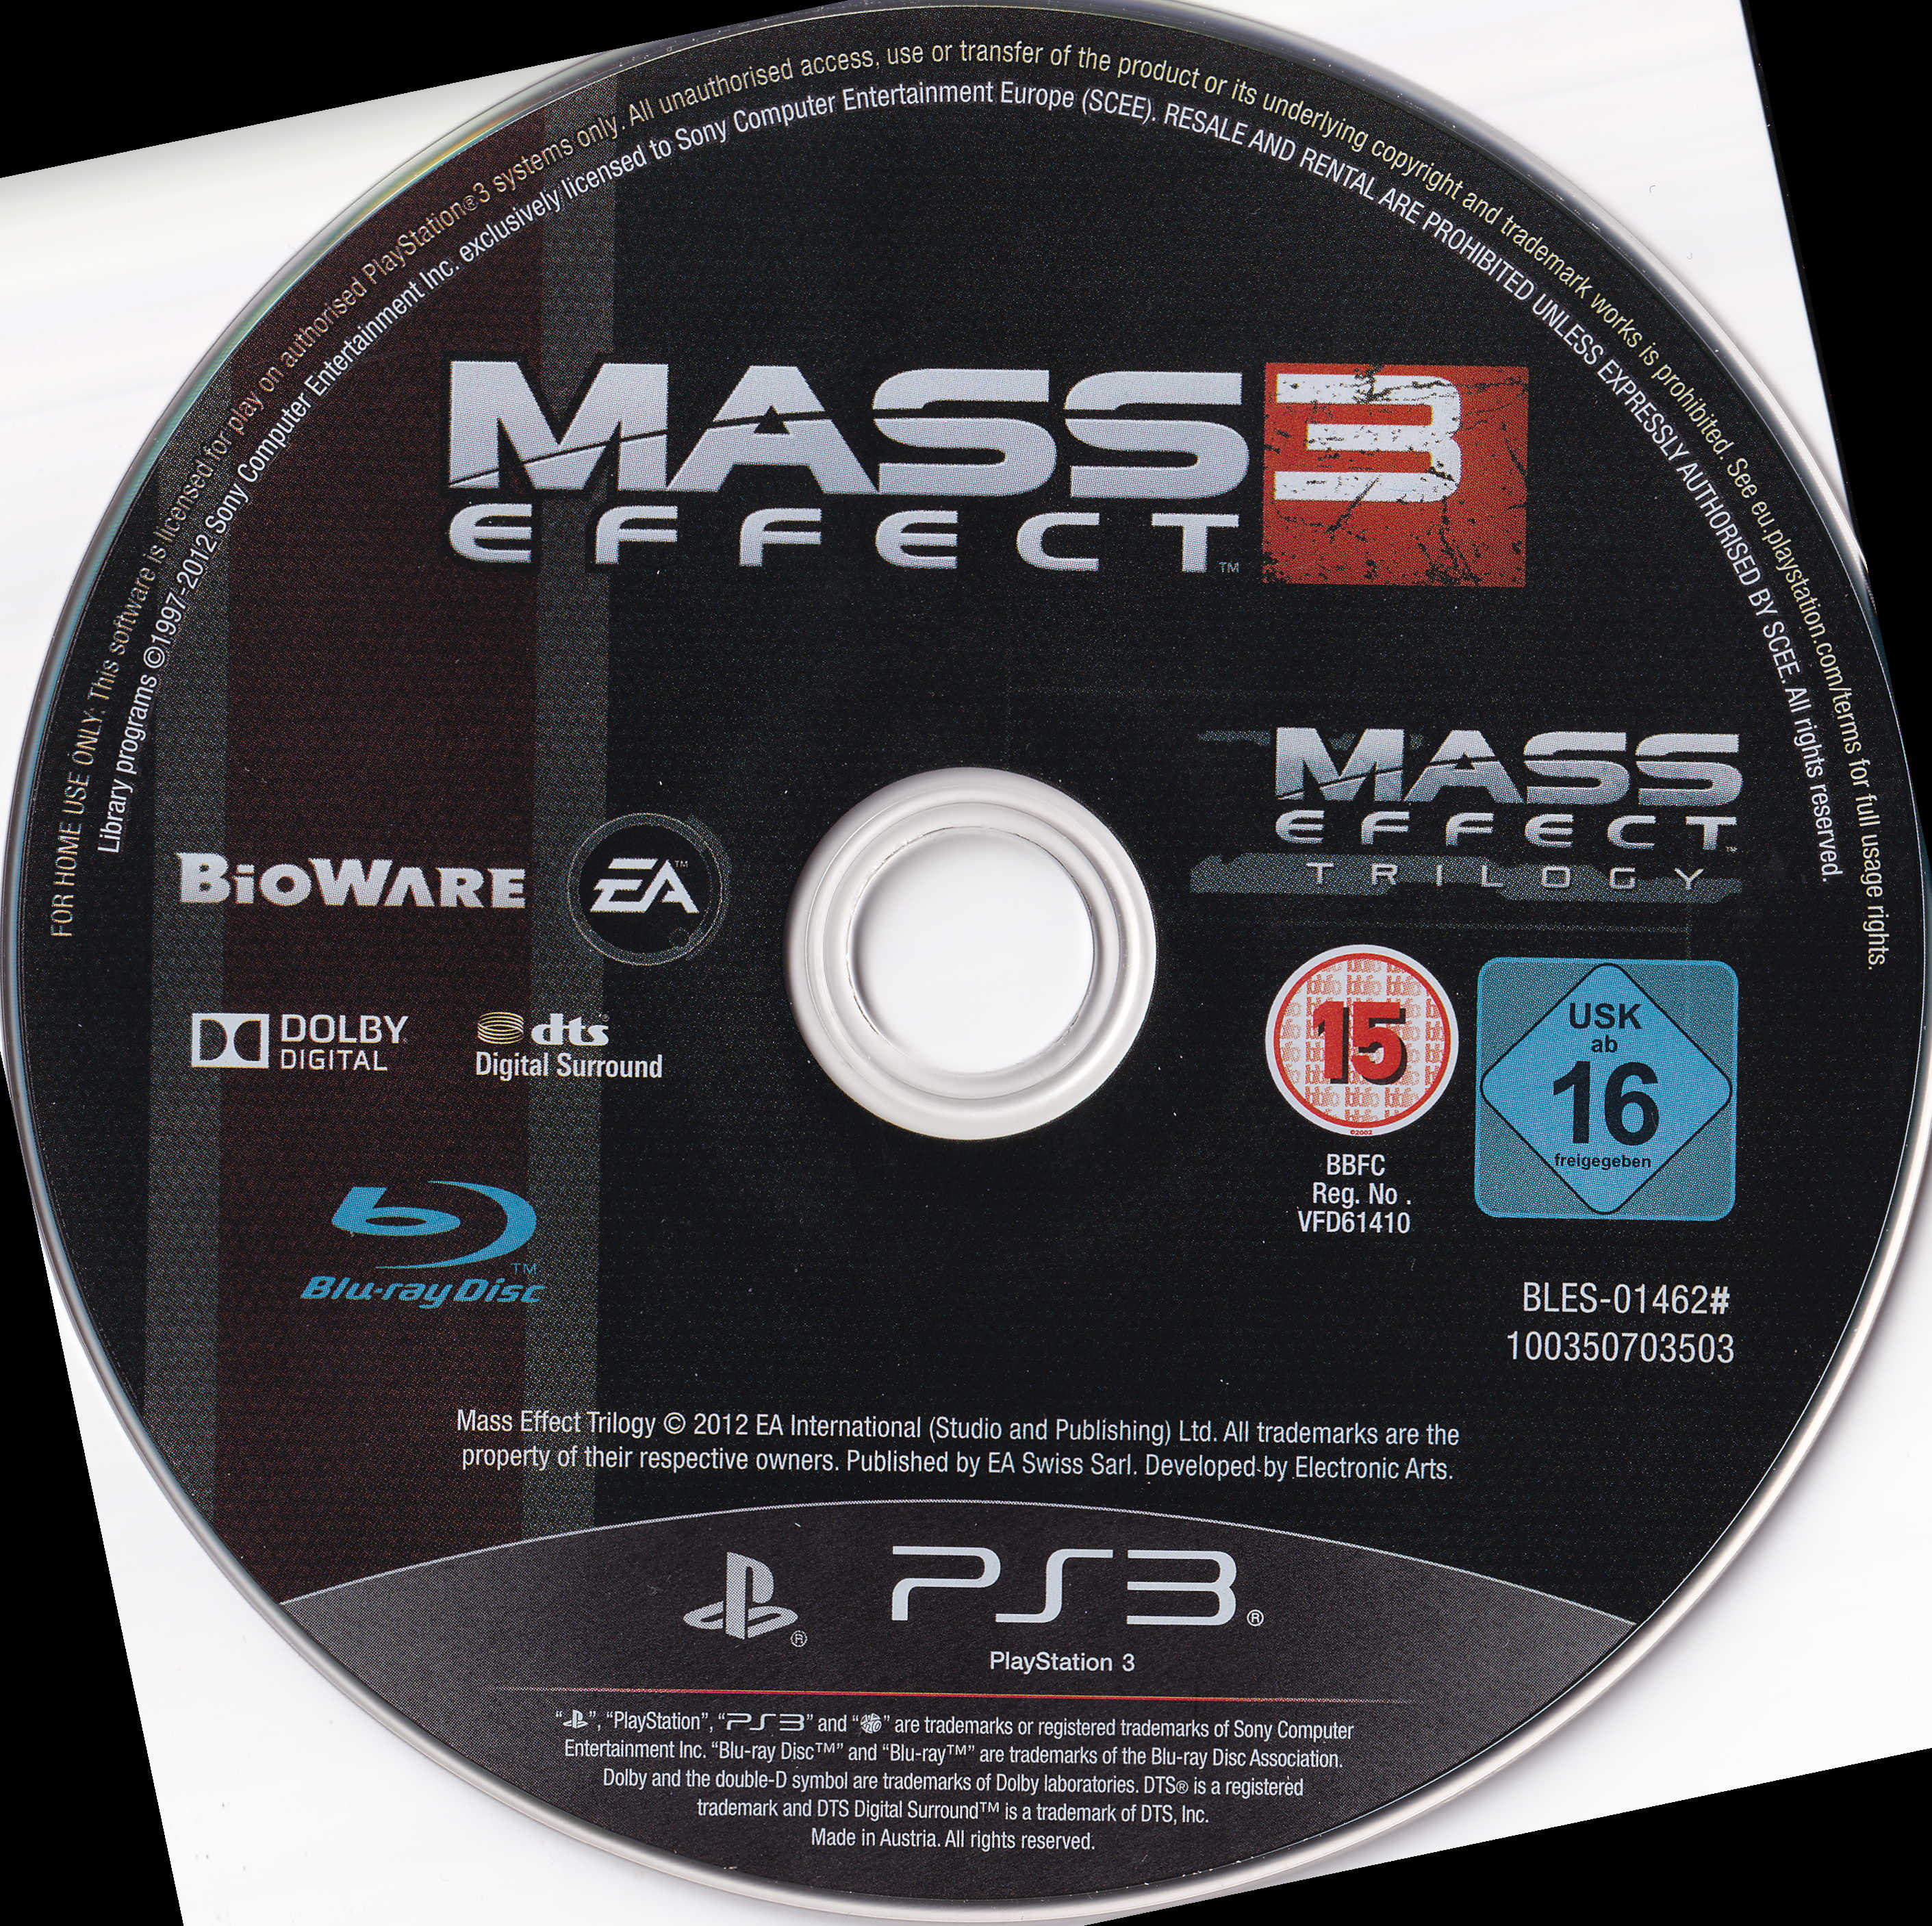 FOR HOME USE ONLY: This software is licensed for play on authorised PlayStation®3 systems only. All unauthorised access, use or transfer of the product or its underlying copyright and trademark works is prohibited. See eu.playstation.com/terms for full usage rights.
Library programs ©1997-2012 Sony Computer Entertainment Inc. exclusively licensed to Sony Computer Entertainment Europe (SCEE). RESALE AND RENTAL ARE PROHIBITED UNLESS EXPRESSLY AUTHORISED BY SCEE. All rights reserved.
MASS 3
EFFECT™
MASS
EFFECT™
TRILOGY
BIOWARE
EA™
DOLBY
DIGITAL
dts
Digital Surround
15
©2002
BBFC
Reg. No .
VFD61410
USK
ab
16
freigegeben
Blu-ray Disc™
BLES-01462#
100350703503
Mass Effect Trilogy © 2012 EA International (Studio and Publishing) Ltd. All trademarks are the
property of their respective owners. Published by EA Swiss Sarl. Developed by Electronic Arts.
PS3®
PlayStation 3
“ ”, “PlayStation”, “PS3” and “ ” are trademarks or registered trademarks of Sony Computer
Entertainment Inc. “Blu-ray Disc™” and “Blu-ray™” are trademarks of the Blu-ray Disc Association.
Dolby and the double-D symbol are trademarks of Dolby laboratories. DTS® is a registered
trademark and DTS Digital Surround™ is a trademark of DTS, Inc.
Made in Austria. All rights reserved.